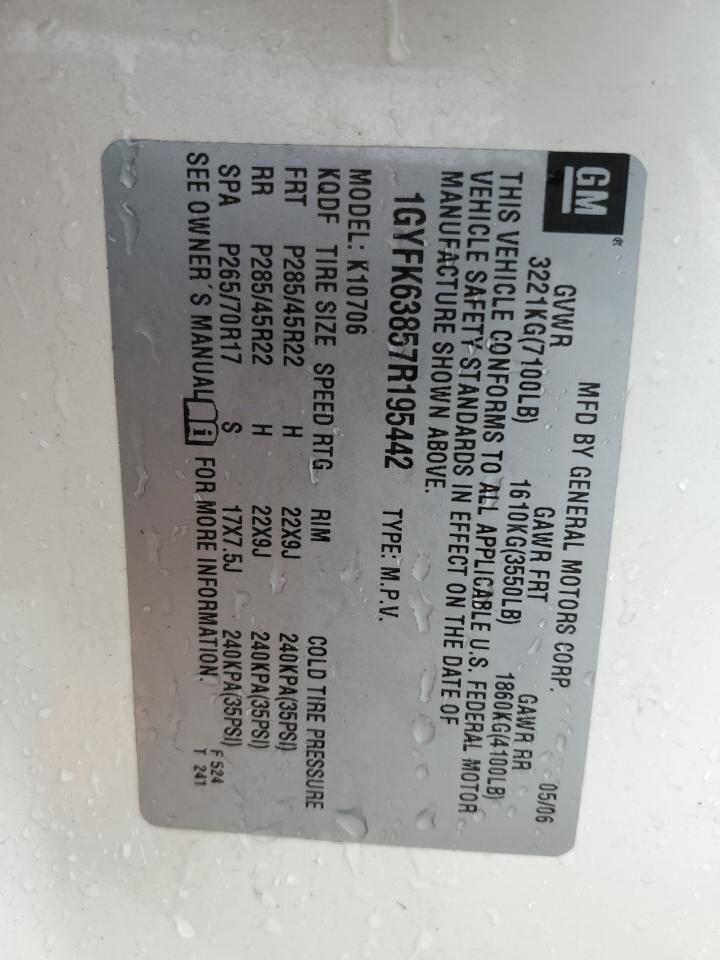 GM
MFD BY GENERAL MOTORS CORP. 05/06
GVWR GAWR FRT GAWR RR
3221KG(7100LB) 1610KG(3550LB) 1860KG(4100LB)
THIS VEHICLE CONFORMS TO ALL APPLICABLE U.S. FEDERAL MOTOR
VEHICLE SAFETY STANDARDS IN EFFECT ON THE DATE OF
MANUFACTURE SHOWN ABOVE.
1GYFK63857R195442 TYPE: M.P.V.
MODEL: K10706
KQDF TIRE SIZE SPEED RTG RIM COLD TIRE PRESSURE
FRT P285/45R22 H 22X9J 240KPA(35PSI)
RR P285/45R22 H 22X9J 240KPA(35PSI)
SPA P265/70R17 S 17X7.5J 240KPA(35PSI)
SEE OWNER'S MANUAL i FOR MORE INFORMATION.
F 524
T 241